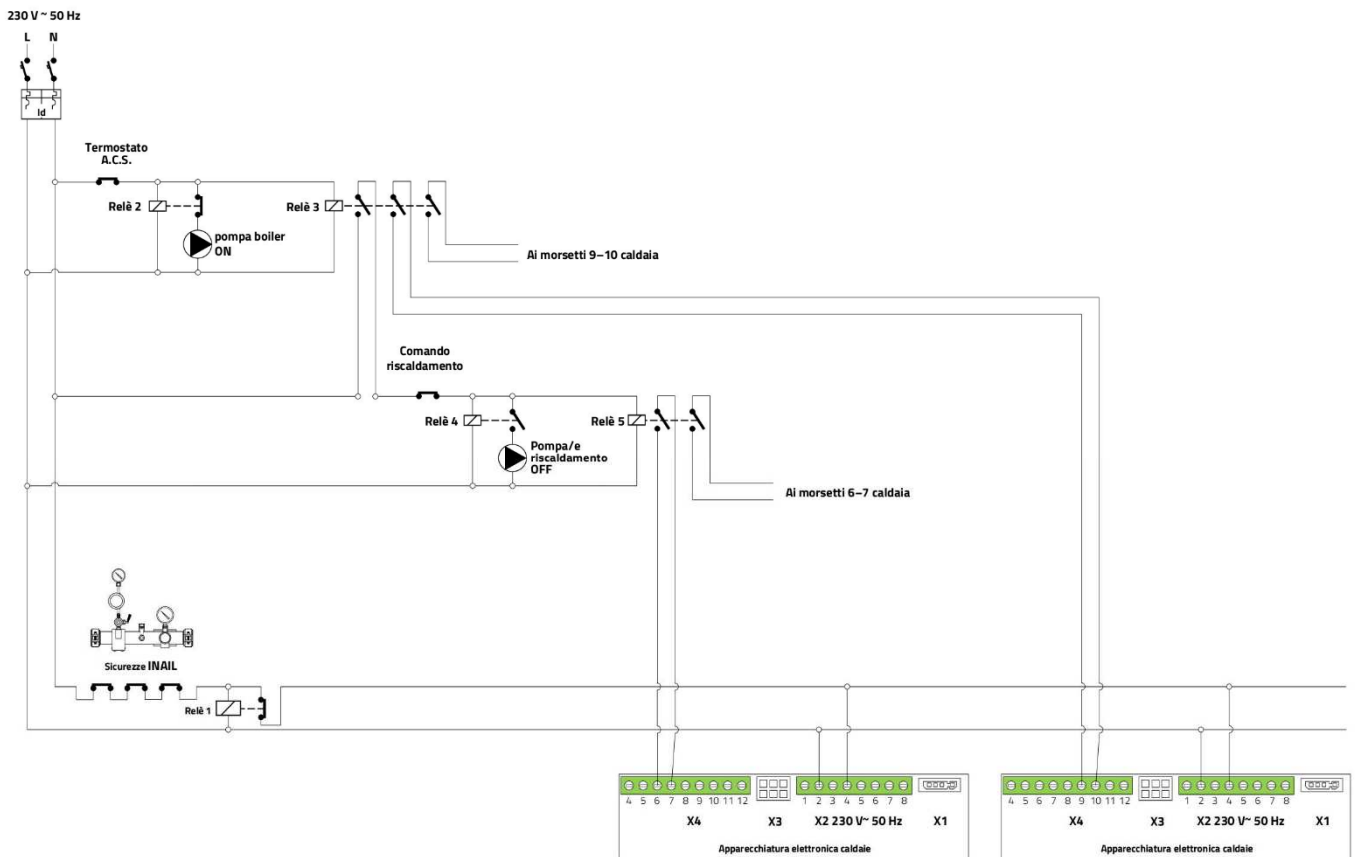 230 V ~ 50 Hz
L N
Id
Termostato
A.C.S.
Relè 2
Relè 3
pompa boiler
ON
Ai morsetti 9–10 caldaia
Comando
riscaldamento
Relè 4
Relè 5
Pompa/e
riscaldamento
OFF
Ai morsetti 6–7 caldaia
Sicurezze INAIL
Relè 1
4 5 6 7 8 9 10 11 12
1 2 3 4 5 6 7 8
X4 X3 X2 230 V~ 50 Hz X1
Apparecchiatura elettronica caldaie
4 5 6 7 8 9 10 11 12
1 2 3 4 5 6 7 8
X4 X3 X2 230 V~ 50 Hz X1
Apparecchiatura elettronica caldaie